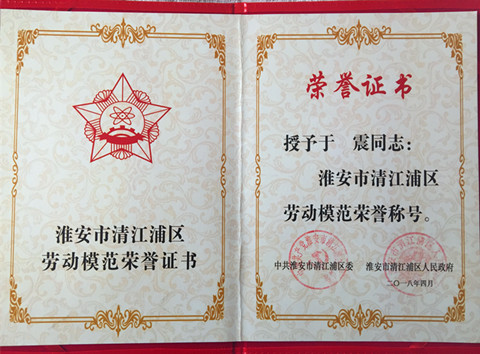 淮安市清江浦区
劳动模范荣誉证书
荣誉证书
授予于 震同志：
淮安市清江浦区
劳动模范荣誉称号。
中共淮安市清江浦区委 淮安市清江浦区人民政府
二〇一八年四月